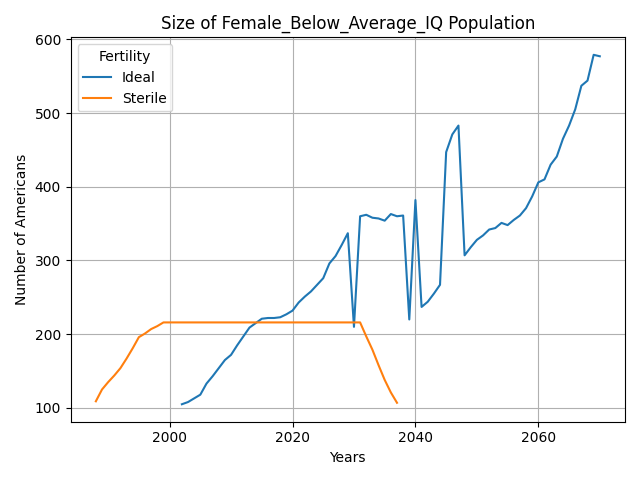 Size of Female_Below_Average_IQ Population
Fertility
Ideal
Sterile
Number of Americans
600
500
400
300
200
100
2000
2020
2040
2060
Years